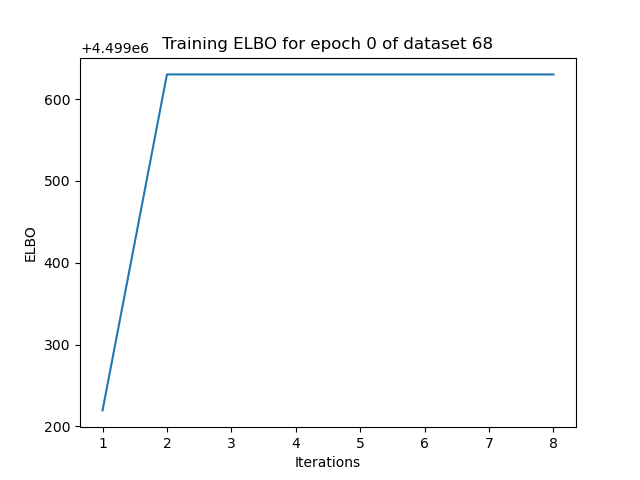 +4.499e6
Training ELBO for epoch 0 of dataset 68
600
500
400
300
200
ELBO
1 2 3 4 5 6 7 8
Iterations